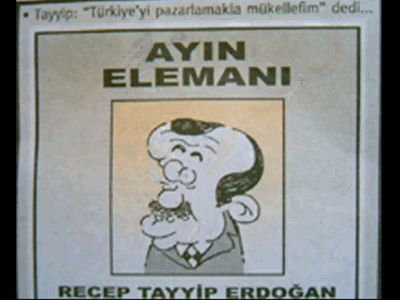 • Tayyip: “Türkiye'yi pazarlamakla mükellefim” dedi...
AYIN
ELEMANI
RECEP TAYYİP ERDOĞAN